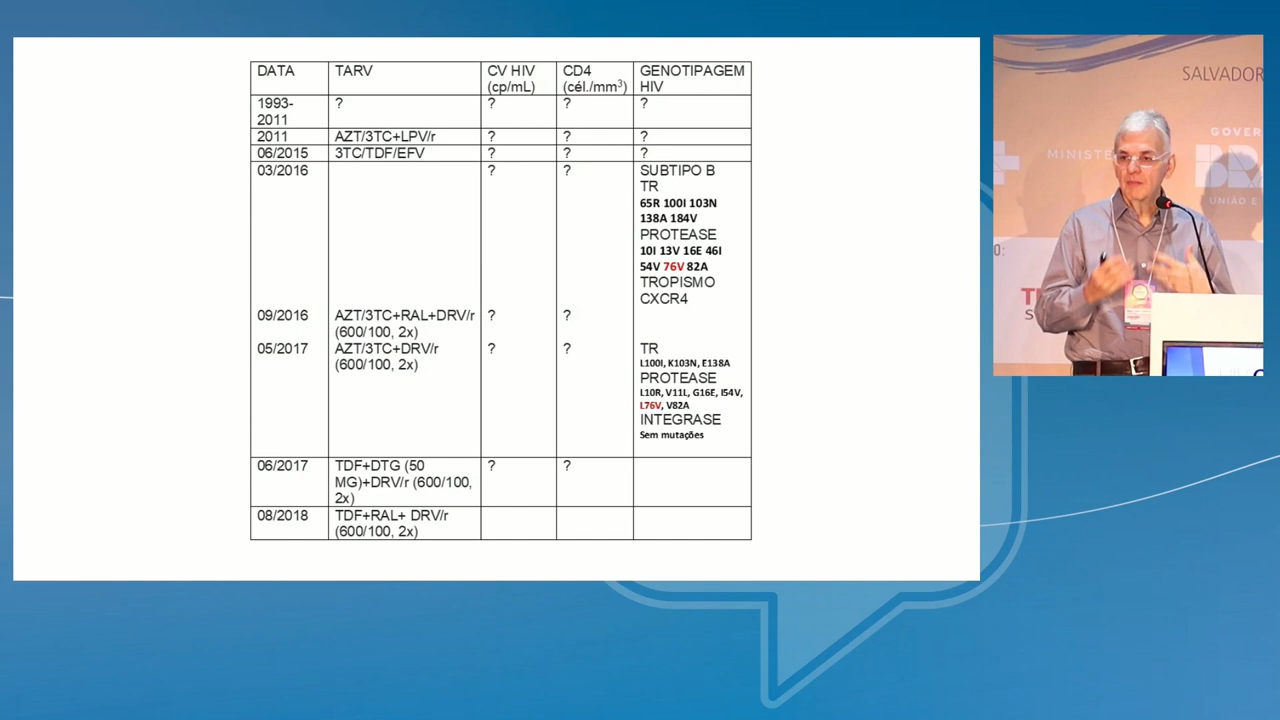 DATA TARV CV HIV CD4 GENOTIPAGEM
(cp/mL) (cél./mm³) HIV
1993- ? ? ? ?
2011
2011 AZT/3TC+LPV/r ? ? ?
06/2015 3TC/TDF/EFV ? ? ?
03/2016 ? ? SUBTIPO B
TR
65R 100I 103N
138A 184V
PROTEASE
10I 13V 16E 46I
54V 76V 82A
TROPISMO
CXCR4
09/2016 AZT/3TC+RAL+DRV/r ? ?
(600/100, 2x)
05/2017 AZT/3TC+DRV/r ? ? TR
(600/100, 2x) L100I, K103N, E138A
PROTEASE
L10R, V11L, G16E, I54V,
L76V, V82A
INTEGRASE
Sem mutações
06/2017 TDF+DTG (50 ? ?
MG)+DRV/r (600/100,
2x)
08/2018 TDF+RAL+ DRV/r
(600/100, 2x)
SALVADOR
GOVER
MINISTE
BRA
UNIÃO E
O: